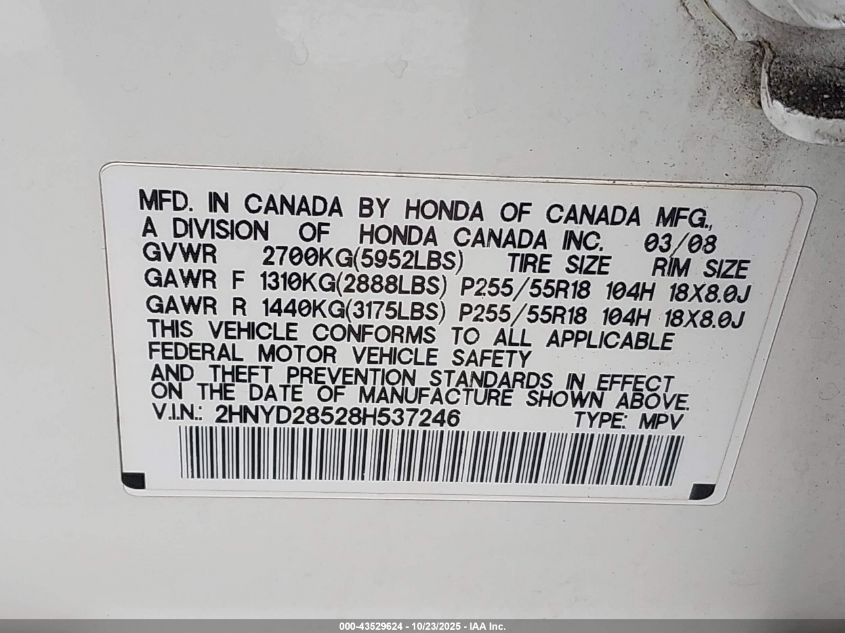 MFD. IN CANADA BY HONDA OF CANADA MFG.,
A DIVISION OF HONDA CANADA INC. 03/08
GVWR 2700KG(5952LBS) TIRE SIZE RIM SIZE
GAWR F 1310KG(2888LBS) P255/55R18 104H 18X8.0J
GAWR R 1440KG(3175LBS) P255/55R18 104H 18X8.0J
THIS VEHICLE CONFORMS TO ALL APPLICABLE
FEDERAL MOTOR VEHICLE SAFETY
AND THEFT PREVENTION STANDARDS IN EFFECT
ON THE DATE OF MANUFACTURE SHOWN ABOVE.
V.I.N.: 2HNYD28528H537246 TYPE: MPV
000-43529624 - 10/23/2025 - IAA Inc.